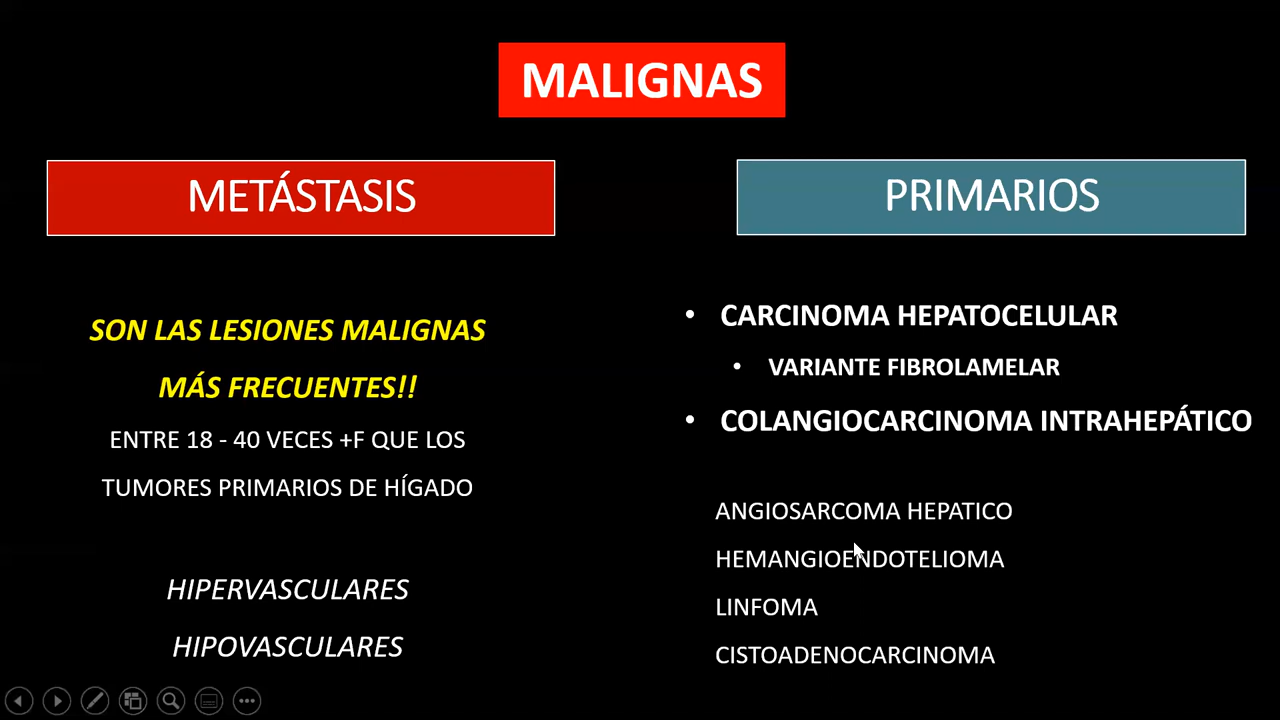 MALIGNAS
METÁSTASIS
SON LAS LESIONES MALIGNAS
MÁS FRECUENTES!!
ENTRE 18 - 40 VECES +F QUE LOS
TUMORES PRIMARIOS DE HÍGADO
HIPERVASCULARES
HIPOVASCULARES
PRIMARIOS
• CARCINOMA HEPATOCELULAR
• VARIANTE FIBROLAMELAR
• COLANGIOCARCINOMA INTRAHEPÁTICO
ANGIOSARCOMA HEPATICO
HEMANGIOENDOTELIOMA
LINFOMA
CISTOADENOCARCINOMA